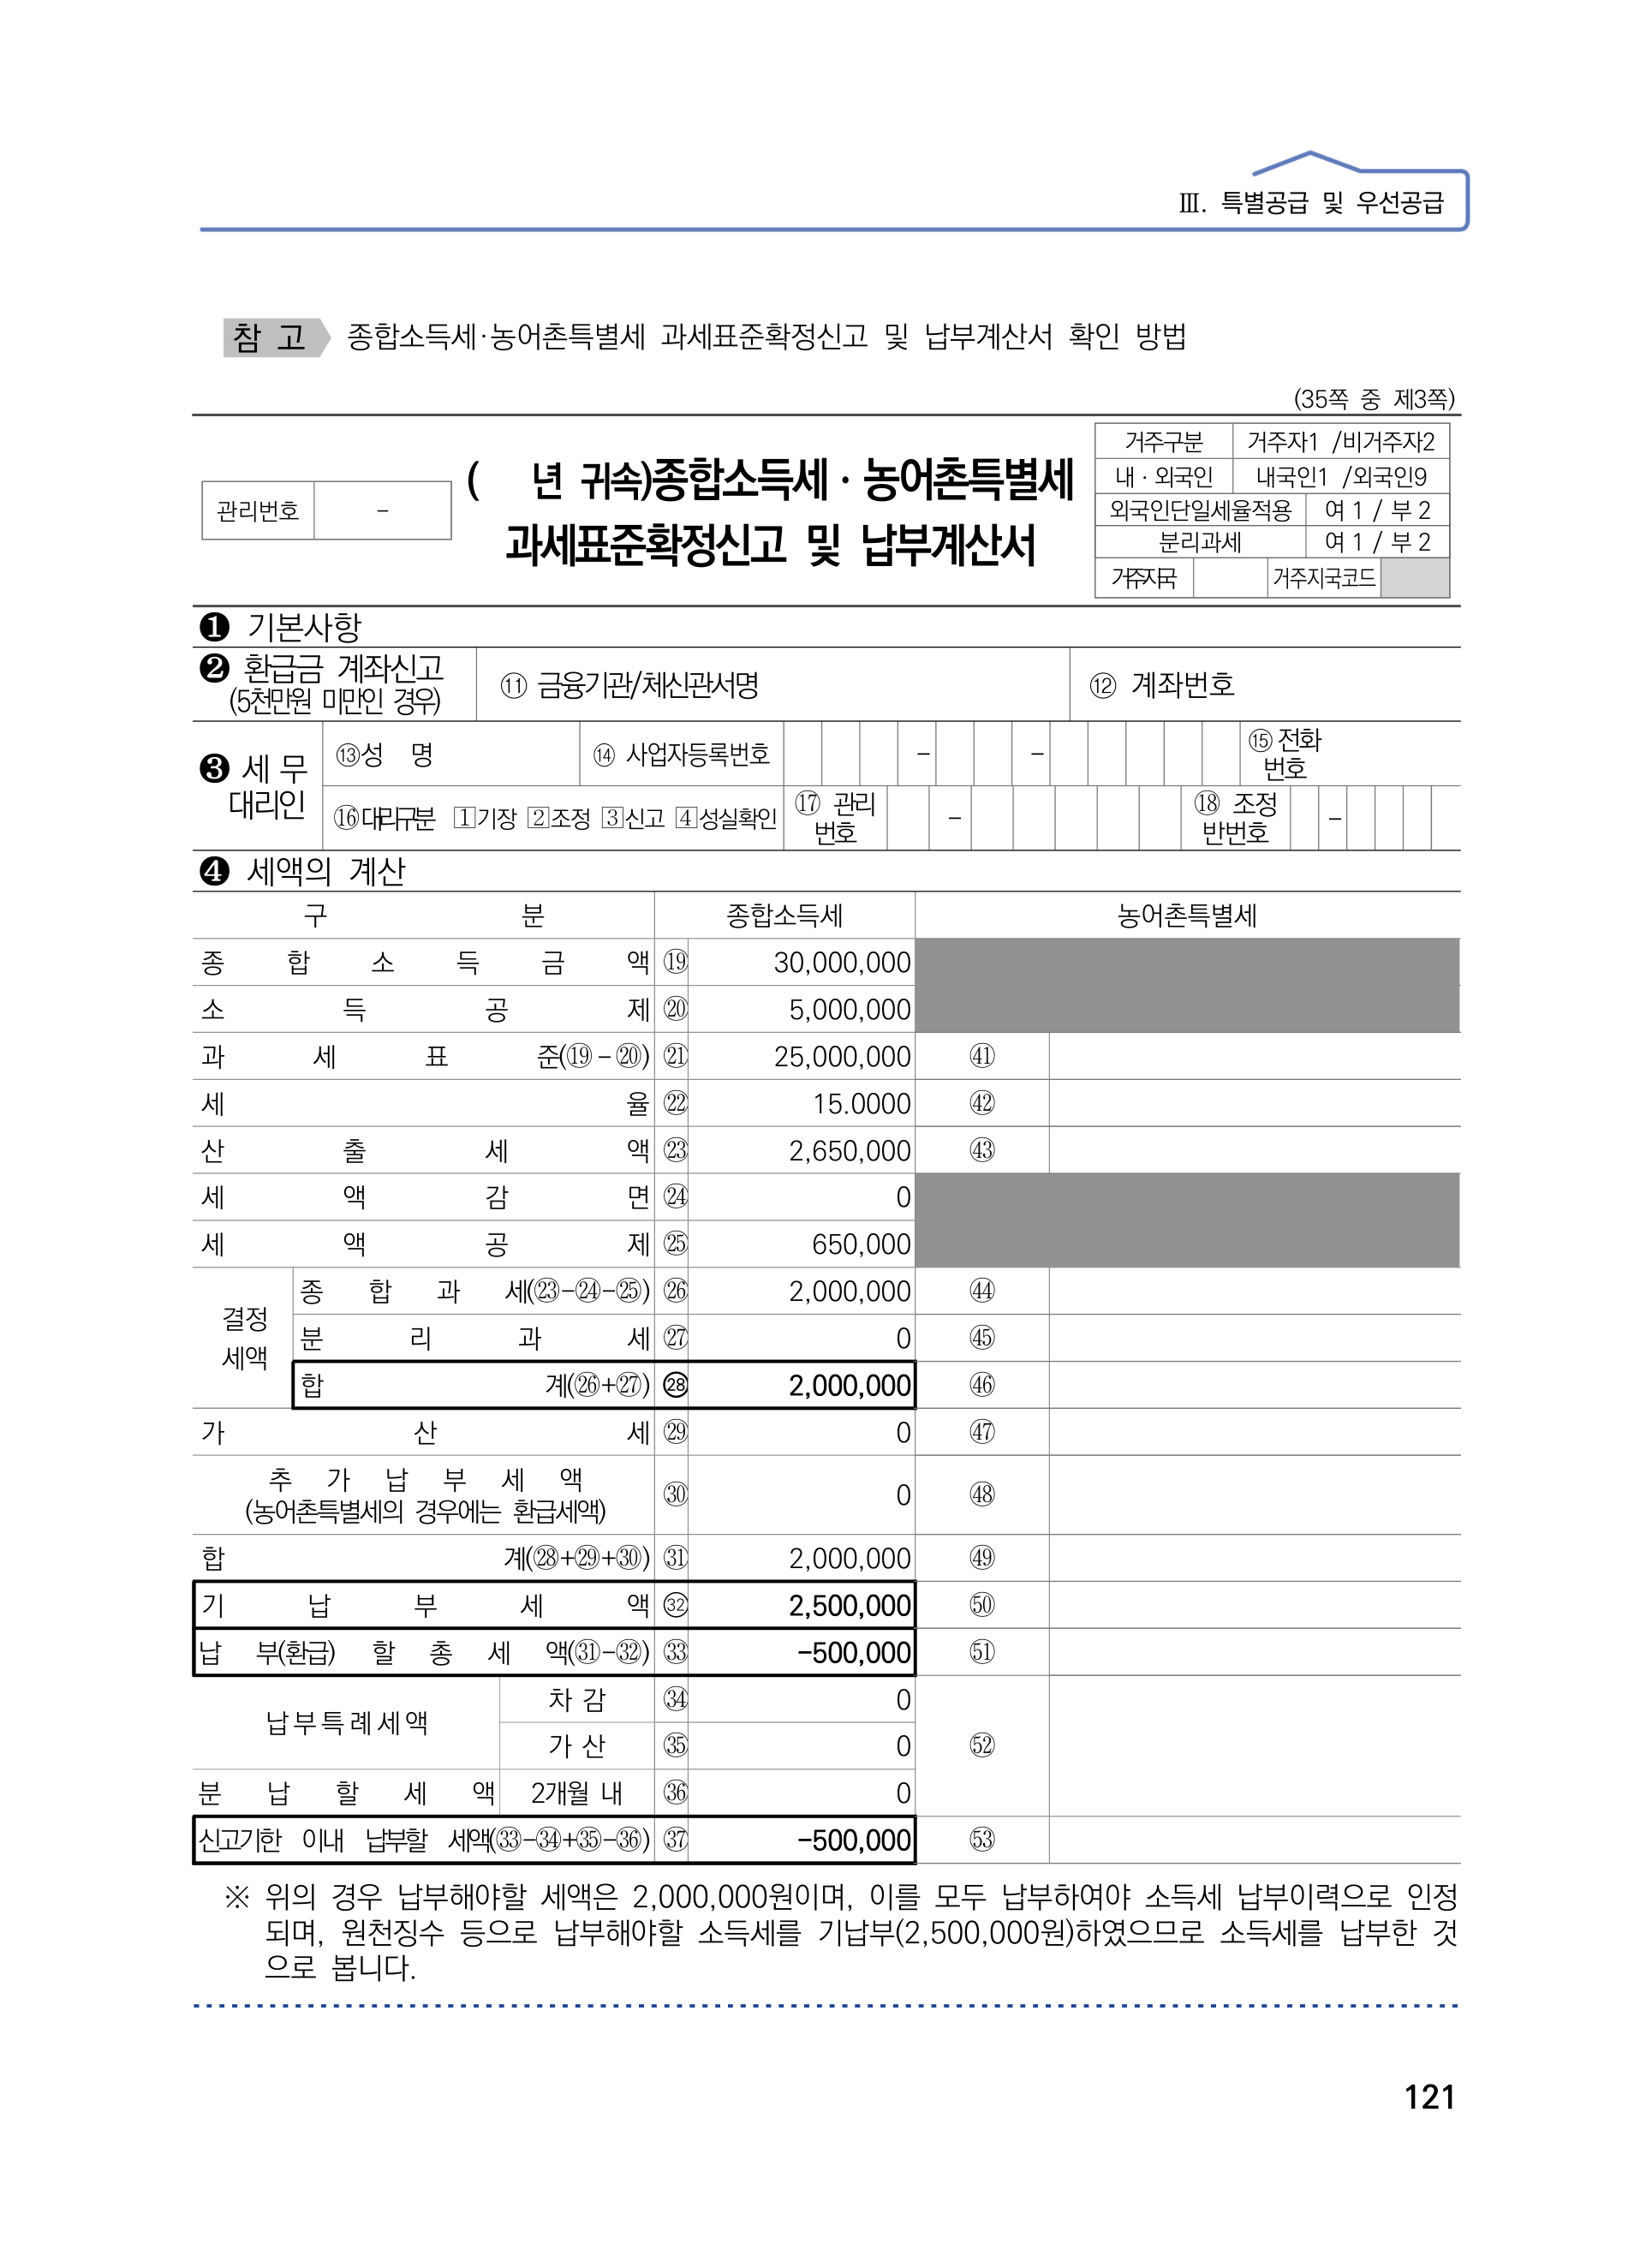 Ⅲ. 특별공급 및 우선공급
참 고 종합소득세·농어촌특별세 과세표준확정신고 및 납부계산서 확인 방법
(35쪽 중 제3쪽)
관리번호 -
( 년 귀속)종합소득세 · 농어촌특별세
과세표준확정신고 및 납부계산서
거주구분 거주자1 /비거주자2
내 · 외국인 내국인1 /외국인9
외국인단일세율적용 여 1 / 부 2
분리과세 여 1 / 부 2
거주지국 거주지국코드
❶ 기본사항
❷ 환급금 계좌신고
(5천만원 미만인 경우)
⑪ 금융기관/체신관서명
⑫ 계좌번호
❸ 세 무
대리인
⑬성 명
⑭ 사업자등록번호 - -
⑮ 전화
번호
⑯대리구분 1기장 2조정 3신고 4성실확인
⑰ 관리
번호
-
⑱ 조정
반번호
-
❹ 세액의 계산
구 분 종합소득세 농어촌특별세
종 합 소 득 금 액 ⑲ 30,000,000
소 득 공 제 ⑳ 5,000,000
과 세 표 준(⑲-⑳) ㉑ 25,000,000 ㊶
세 율 ㉒ 15.0000 ㊷
산 출 세 액 ㉓ 2,650,000 ㊸
세 액 감 면 ㉔ 0
세 액 공 제 ㉕ 650,000
결정
세액
종 합 과 세(㉓-㉔-㉕) ㉖ 2,000,000 ㊹
분 리 과 세 ㉗ 0 ㊺
합 계(㉖+㉗) ㉘ 2,000,000 ㊻
가 산 세 ㉙ 0 ㊼
추 가 납 부 세 액
(농어촌특별세의 경우에는 환급세액)
㉚ 0 ㊽
합 계(㉘+㉙+㉚) ㉛ 2,000,000 ㊾
기 납 부 세 액 ㉜ 2,500,000 ㊿
납 부(환급) 할 총 세 액(㉛-㉜) ㉝ -500,000 51
납부특례세액
차 감 ㉞ 0
가 산 ㉟ 0 52
분 납 할 세 액 2개월 내 ㊱ 0
신고기한 이내 납부할 세액(㉝-㉞+㉟-㊱) ㊲ -500,000 53
※ 위의 경우 납부해야할 세액은 2,000,000원이며, 이를 모두 납부하여야 소득세 납부이력으로 인정
되며, 원천징수 등으로 납부해야할 소득세를 기납부(2,500,000원)하였으므로 소득세를 납부한 것
으로 봅니다.
121